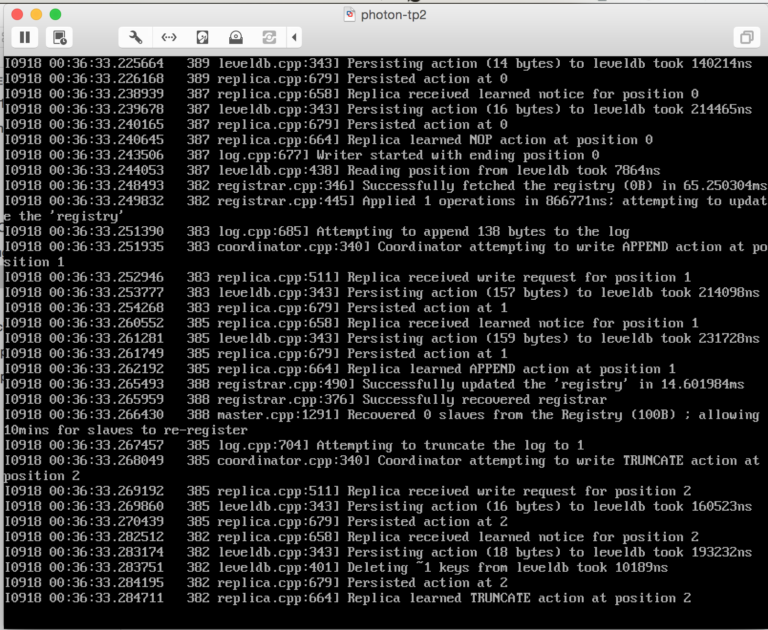 photon-tp2
I0918 00:36:33.225664   389 leveldb.cpp:343] Persisting action (14 bytes) to leveldb took 140214ns
I0918 00:36:33.226168   389 replica.cpp:679] Persisted action at 0
I0918 00:36:33.238939   387 replica.cpp:658] Replica received learned notice for position 0
I0918 00:36:33.239678   387 leveldb.cpp:343] Persisting action (16 bytes) to leveldb took 214465ns
I0918 00:36:33.240165   387 replica.cpp:679] Persisted action at 0
I0918 00:36:33.240645   387 replica.cpp:664] Replica learned NOP action at position 0
I0918 00:36:33.243506   387 log.cpp:677] Writer started with ending position 0
I0918 00:36:33.244053   387 leveldb.cpp:438] Reading position from leveldb took 7864ns
I0918 00:36:33.248493   382 registrar.cpp:346] Successfully fetched the registry (0B) in 65.250304ms
I0918 00:36:33.249832   382 registrar.cpp:445] Applied 1 operations in 866771ns; attempting to updat
e the 'registry'
I0918 00:36:33.251390   383 log.cpp:685] Attempting to append 138 bytes to the log
I0918 00:36:33.251935   383 coordinator.cpp:340] Coordinator attempting to write APPEND action at po
sition 1
I0918 00:36:33.252946   383 replica.cpp:511] Replica received write request for position 1
I0918 00:36:33.253777   383 leveldb.cpp:343] Persisting action (157 bytes) to leveldb took 214098ns
I0918 00:36:33.254268   383 replica.cpp:679] Persisted action at 1
I0918 00:36:33.260552   385 replica.cpp:658] Replica received learned notice for position 1
I0918 00:36:33.261281   385 leveldb.cpp:343] Persisting action (159 bytes) to leveldb took 231728ns
I0918 00:36:33.261749   385 replica.cpp:679] Persisted action at 1
I0918 00:36:33.262192   385 replica.cpp:664] Replica learned APPEND action at position 1
I0918 00:36:33.265493   388 registrar.cpp:490] Successfully updated the 'registry' in 14.601984ms
I0918 00:36:33.265959   388 registrar.cpp:376] Successfully recovered registrar
I0918 00:36:33.266430   388 master.cpp:1291] Recovered 0 slaves from the Registry (100B) ; allowing
10mins for slaves to re-register
I0918 00:36:33.267457   385 log.cpp:704] Attempting to truncate the log to 1
I0918 00:36:33.268049   385 coordinator.cpp:340] Coordinator attempting to write TRUNCATE action at
position 2
I0918 00:36:33.269192   385 replica.cpp:511] Replica received write request for position 2
I0918 00:36:33.269860   385 leveldb.cpp:343] Persisting action (16 bytes) to leveldb took 160523ns
I0918 00:36:33.270439   385 replica.cpp:679] Persisted action at 2
I0918 00:36:33.282512   382 replica.cpp:658] Replica received learned notice for position 2
I0918 00:36:33.283174   382 leveldb.cpp:343] Persisting action (18 bytes) to leveldb took 193232ns
I0918 00:36:33.283751   382 leveldb.cpp:401] Deleting ~1 keys from leveldb took 10189ns
I0918 00:36:33.284195   382 replica.cpp:679] Persisted action at 2
I0918 00:36:33.284711   382 replica.cpp:664] Replica learned TRUNCATE action at position 2